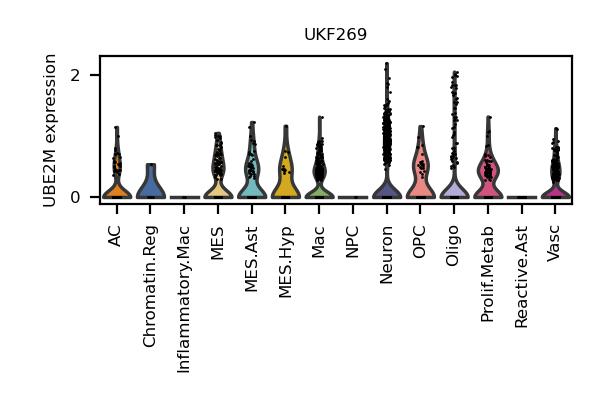 UKF269
UBE2M expression
2
0
AC
Chromatin.Reg
Inflammatory.Mac
MES
MES.Ast
MES.Hyp
Mac
NPC
Neuron
OPC
Oligo
Prolif.Metab
Reactive.Ast
Vasc